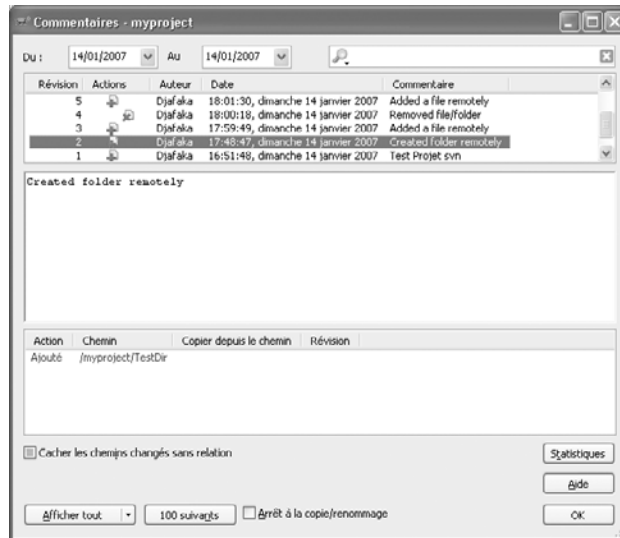 Commentaires - myproject
Du : 14/01/2007 Au 14/01/2007
Révision Actions Auteur Date Commentaire
5 Djafaka 18:01:30, dimanche 14 janvier 2007 Added a file remotely
4 Djafaka 18:00:18, dimanche 14 janvier 2007 Removed file/folder
3 Djafaka 17:59:49, dimanche 14 janvier 2007 Added a file remotely
2 Djafaka 17:48:47, dimanche 14 janvier 2007 Created folder remotely
1 Djafaka 16:51:48, dimanche 14 janvier 2007 Test Projet svn
Created folder remotely
Action Chemin Copier depuis le chemin Révision
Ajouté /myproject/TestDir
Cacher les chemins changés sans relation
Statistiques
Aide
Afficher tout 100 suivants Arrêt à la copie/renommage OK